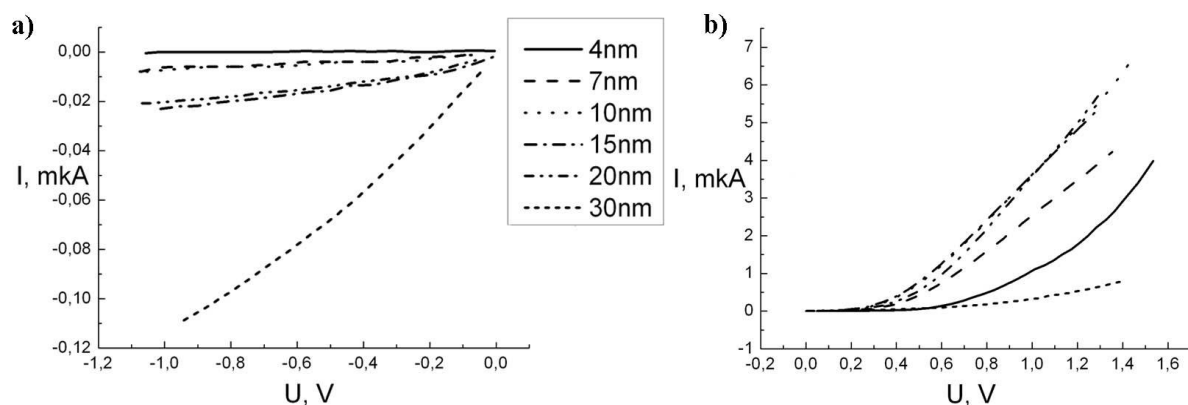 a)
0,00
-0,02
-0,04
-0,06
-0,08
-0,10
-0,12
I, mkA
-1,2 -1,0 -0,8 -0,6 -0,4 -0,2 0,0
U, V
4nm
7nm
10nm
15nm
20nm
30nm
b)
7
6
5
4
3
2
1
0
-1
I, mkA
0,0 0,2 0,4 0,6 0,8 1,0 1,2 1,4 1,6
U, V